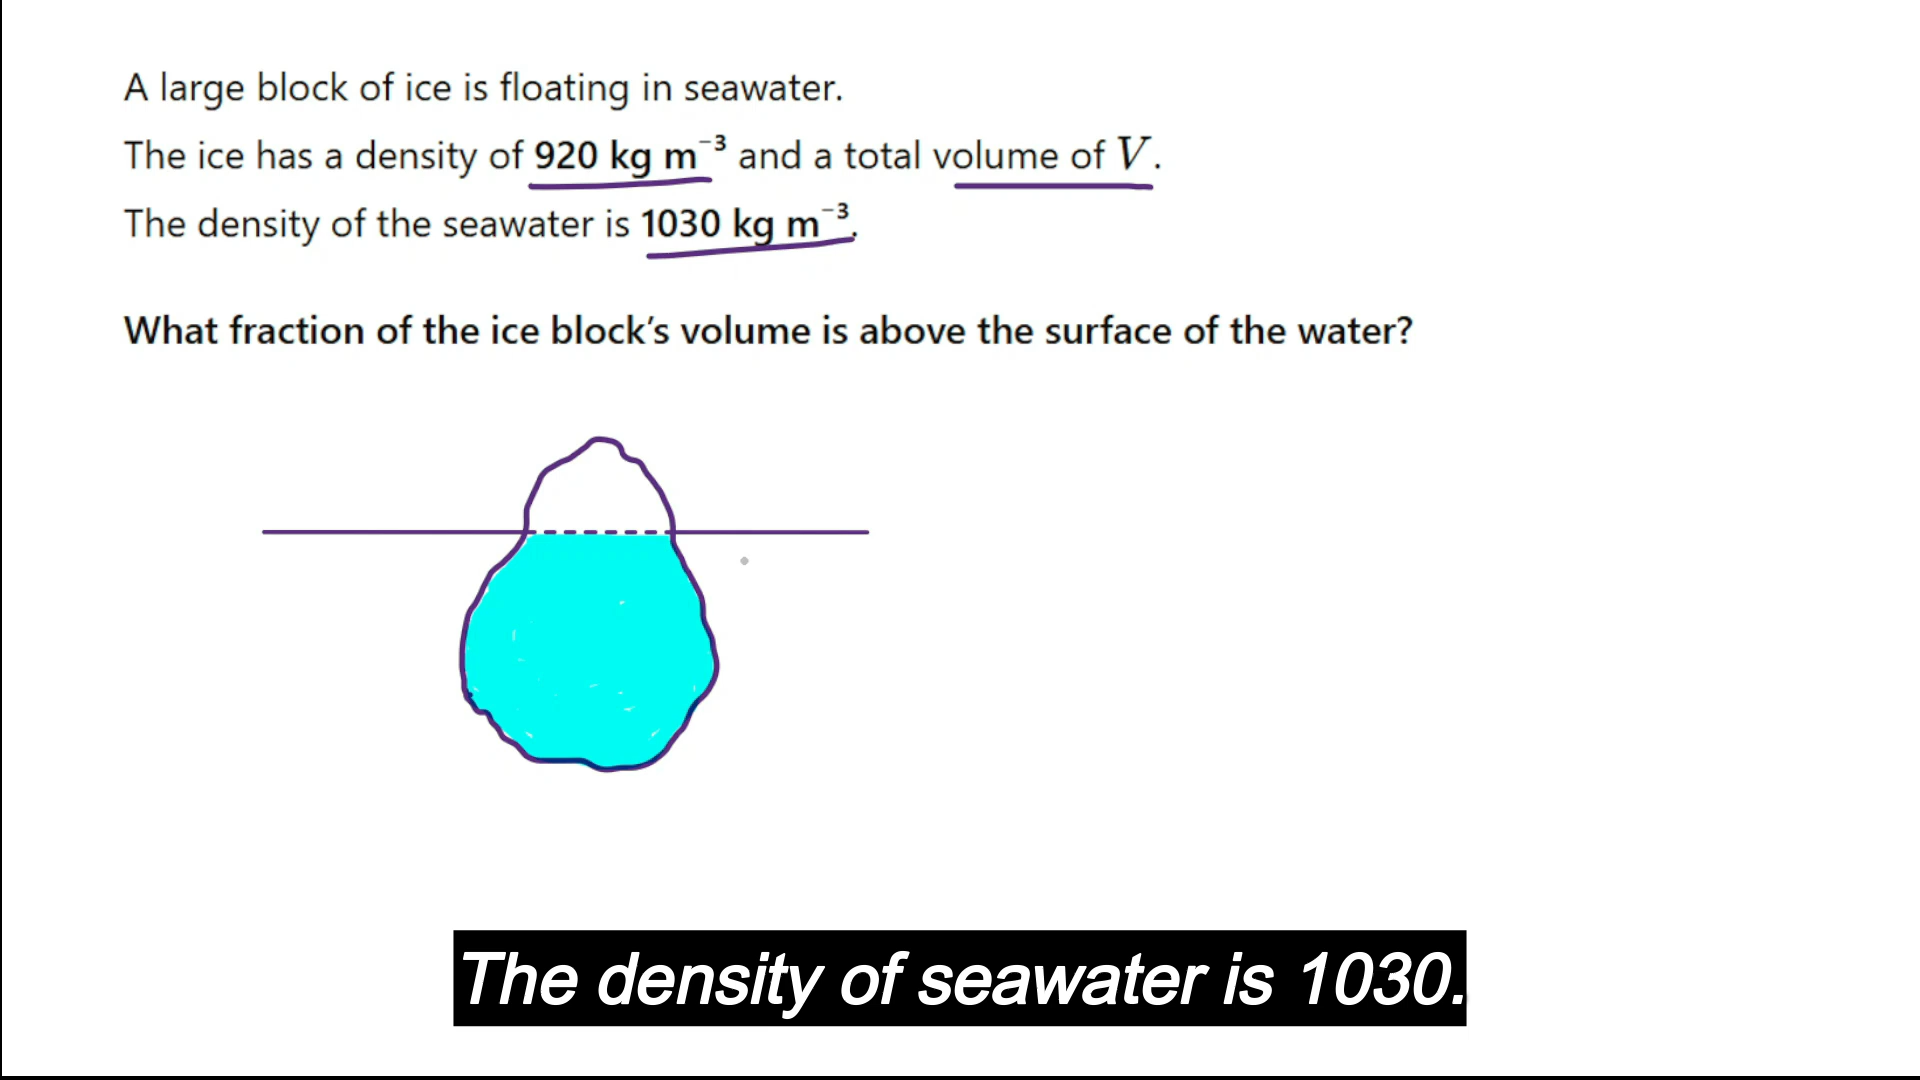 A large block of ice is floating in seawater.
The ice has a density of 920 kg m⁻³ and a total volume of V.
The density of the seawater is 1030 kg m⁻³.
What fraction of the ice block’s volume is above the surface of the water?
The density of seawater is 1030.